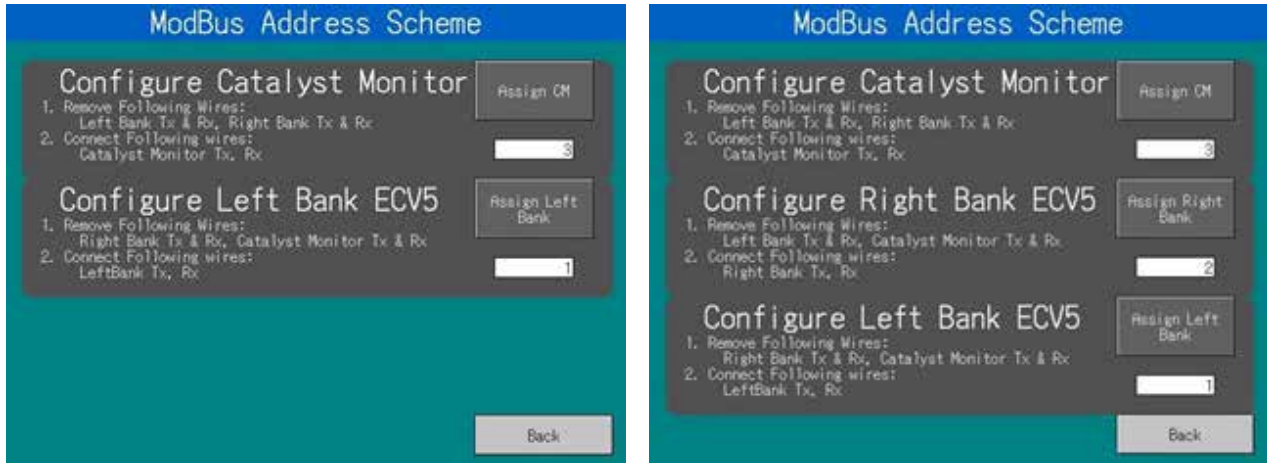 ModBus Address Scheme
Configure Catalyst Monitor
Assign CM
1. Remove Following Wires:
Left Bank Tx & Rx, Right Bank Tx & Rx
2. Connect Following wires:
Catalyst Monitor Tx, Rx
3
Configure Left Bank ECV5
Assign Left
Bank
1. Remove Following Wires:
Right Bank Tx & Rx, Catalyst Monitor Tx & Rx
2. Connect Following wires:
LeftBank Tx, Rx
1
Back
ModBus Address Scheme
Configure Catalyst Monitor
Assign CM
1. Remove Following Wires:
Left Bank Tx & Rx, Right Bank Tx & Rx
2. Connect Following wires:
Catalyst Monitor Tx, Rx
3
Configure Right Bank ECV5
Assign Right
Bank
1. Remove Following Wires:
Left Bank Tx & Rx, Catalyst Monitor Tx & Rx
2. Connect Following wires:
Right Bank Tx, Rx
2
Configure Left Bank ECV5
Assign Left
Bank
1. Remove Following Wires:
Right Bank Tx & Rx, Catalyst Monitor Tx & Rx
2. Connect Following wires:
LeftBank Tx, Rx
1
Back